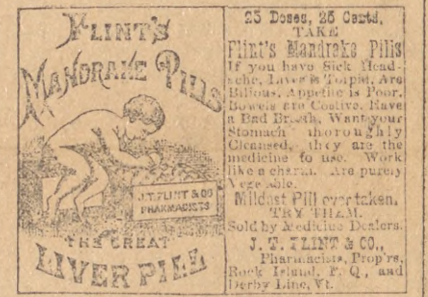 FLINT'S
MANDRAKE PILLS
J.T. FLINT & CO
PHARMACISTS
THE GREAT
LIVER PILL
25 Doses, 25 Cents.
TAKE
Flint's Mandrake Pills
If you have Sick Head-
ache, Liver is Torpid, Are
Bilious, Appetite is Poor,
Bowels are Costive, Have
a Bad Breath, Want your
Stomach thoroughly
Cleansed, they are the
medicine to use. Work
like a charm. Are purely
Vegetable.
Mildest Pill ever taken.
TRY THEM.
Sold by Medicine Dealers.
J. T. FLINT & CO.,
Pharmacists, Prop'rs,
Rock Island, P. Q., and
Derby Line, Vt.